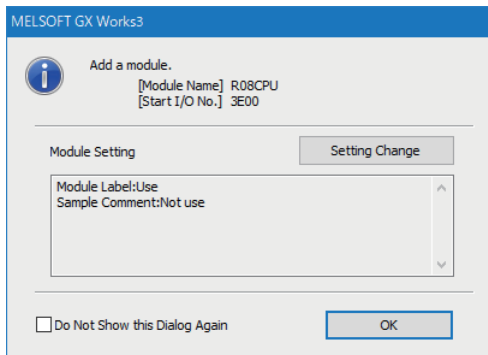 MELSOFT GX Works3
Add a module.
[Module Name] R08CPU
[Start I/O No.] 3E00
Module Setting
Setting Change
Module Label:Use
Sample Comment:Not use
Do Not Show this Dialog Again
OK